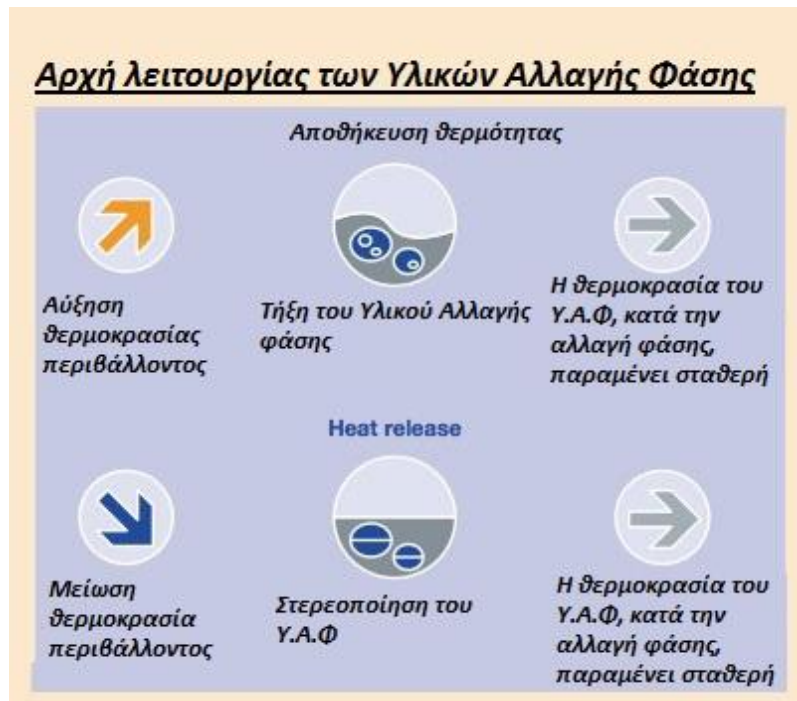 Αρχή λειτουργίας των Υλικών Αλλαγής Φάσης
Αποθήκευση θερμότητας
Αύξηση
θερμοκρασίας
περιβάλλοντος
Τήξη του Υλικού Αλλαγής
φάσης
Η θερμοκρασία του
Υ.Α.Φ, κατά την
αλλαγή φάσης,
παραμένει σταθερή
Heat release
Μείωση
θερμοκρασία
περιβάλλοντος
Στερεοποίηση του
Υ.Α.Φ
Η θερμοκρασία του
Υ.Α.Φ, κατά την
αλλαγή φάσης,
παραμένει σταθερή